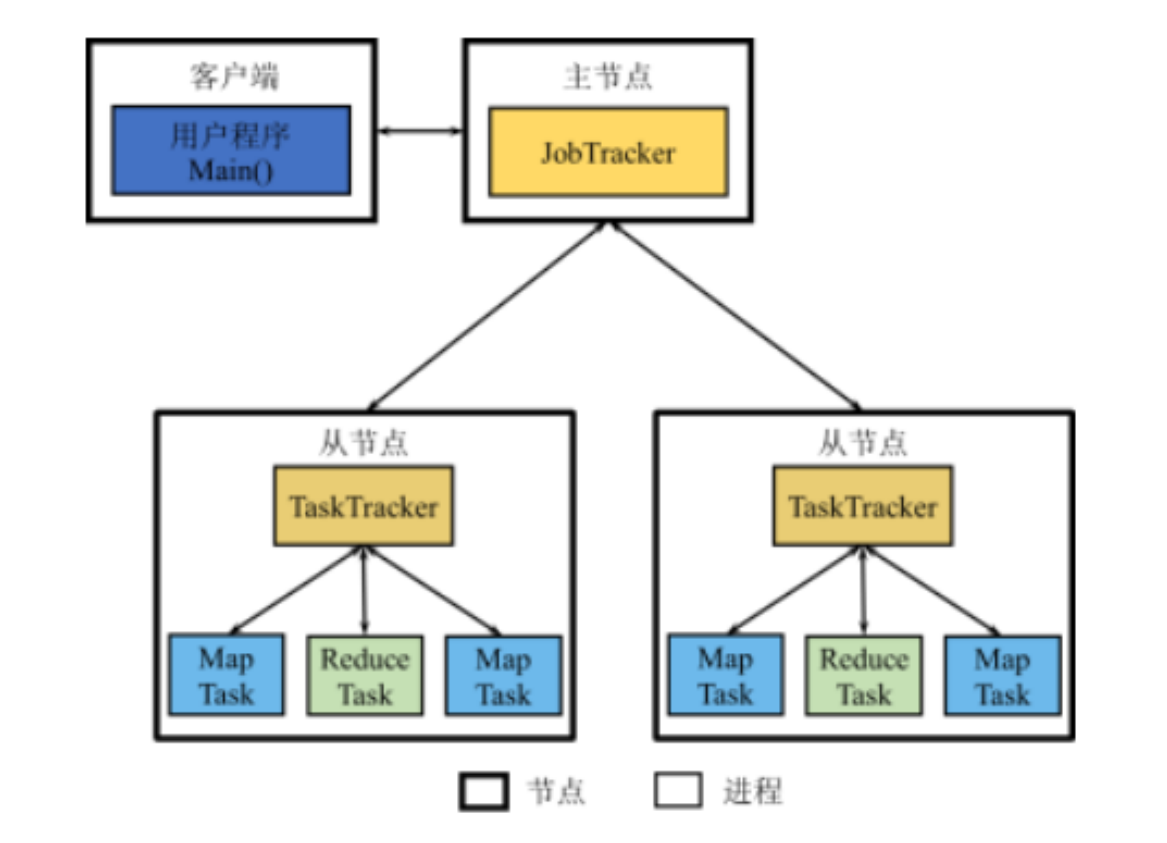 客户端
用户程序
Main()
主节点
JobTracker
从节点
TaskTracker
Map
Task
Reduce
Task
Map
Task
从节点
TaskTracker
Map
Task
Reduce
Task
Map
Task
节点
进程